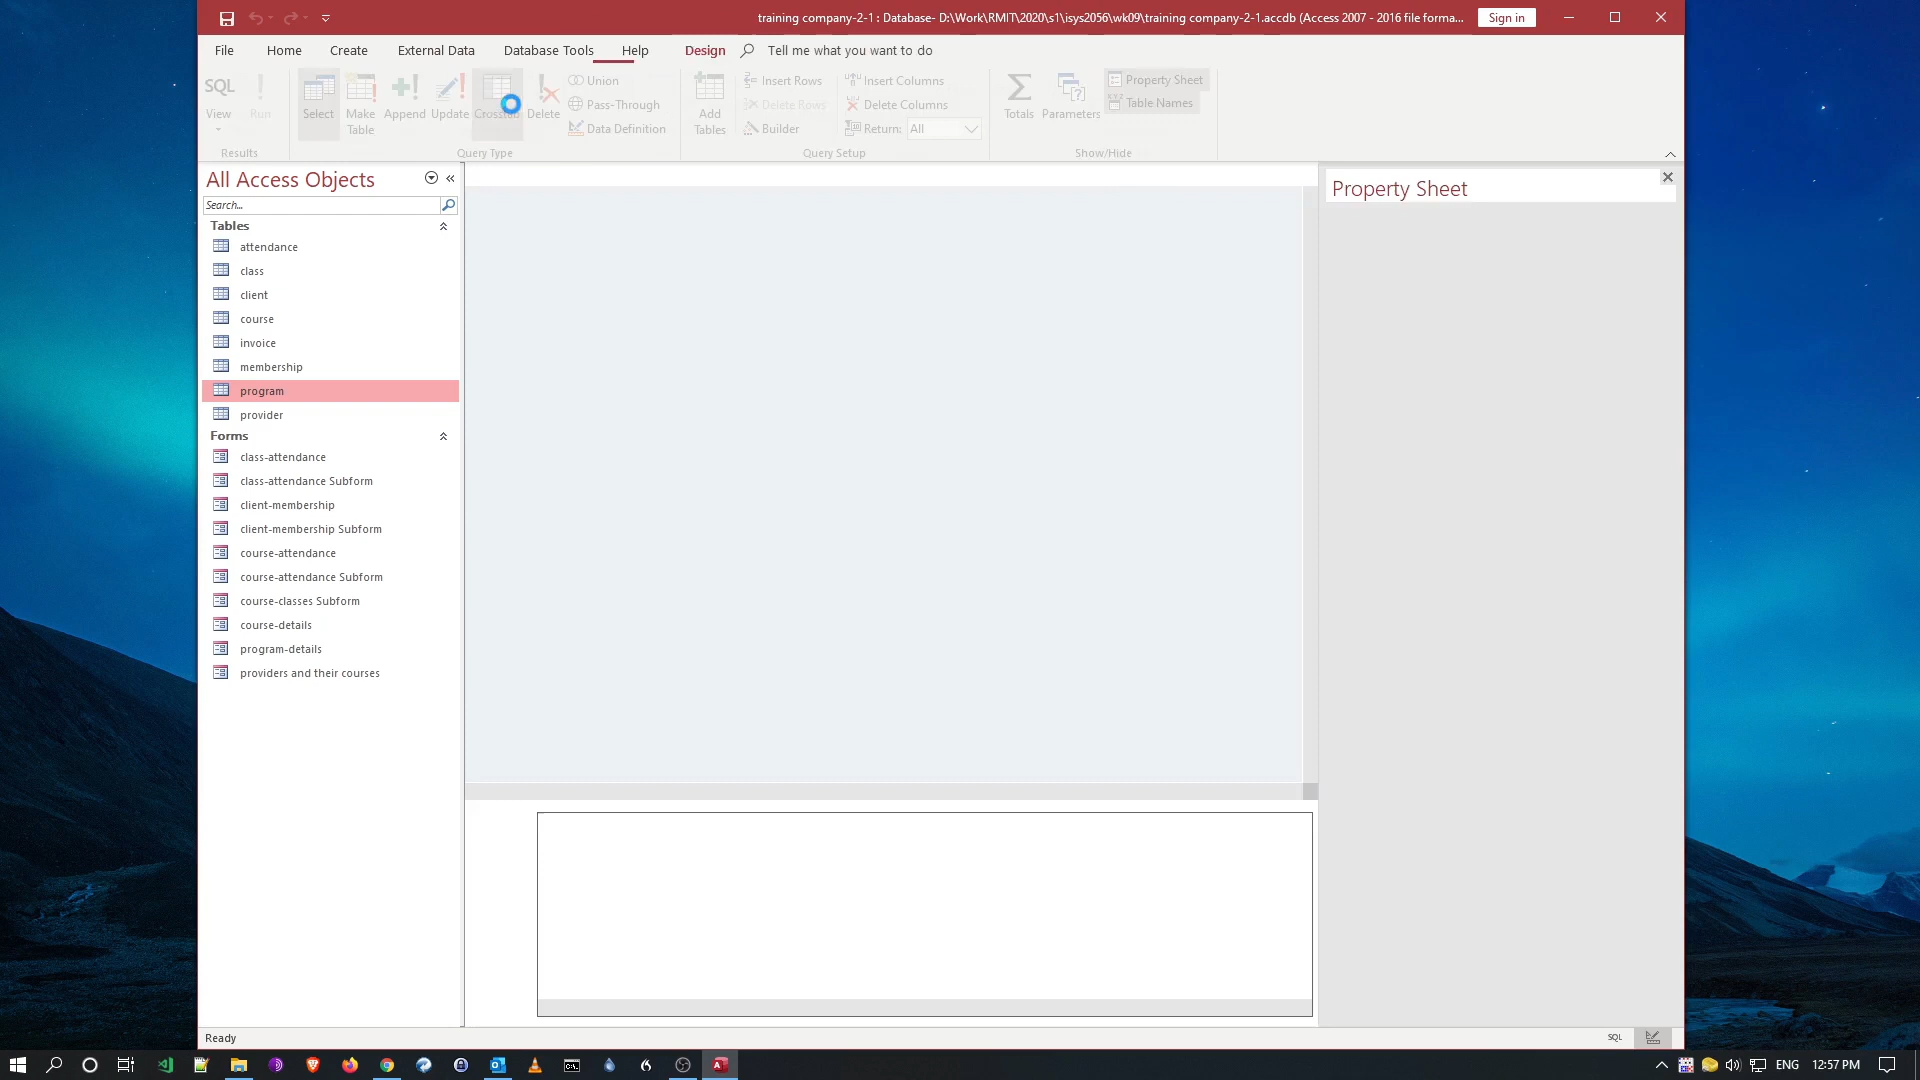 training company-2-1 : Database- D:\Work\RMIT\2020\s1\isys2056\wk09\training company-2-1.accdb (Access 2007 - 2016 file forma...
Sign in
File
Home
Create
External Data
Database Tools
Help
Design
Tell me what you want to do
SQL
View
Run
Select
Make
Table
Append
Update
Crosstab
Delete
Union
Pass-Through
Data Definition
Add
Tables
Insert Rows
Delete Rows
Builder
Insert Columns
Delete Columns
Return:
All
Totals
Parameters
Property Sheet
Table Names
Results
Query Type
Query Setup
Show/Hide
All Access Objects
Search...
Tables
attendance
class
client
course
invoice
membership
program
provider
Forms
class-attendance
class-attendance Subform
client-membership
client-membership Subform
course-attendance
course-attendance Subform
course-classes Subform
course-details
program-details
providers and their courses
Property Sheet
Ready
SQL
ENG
12:57 PM